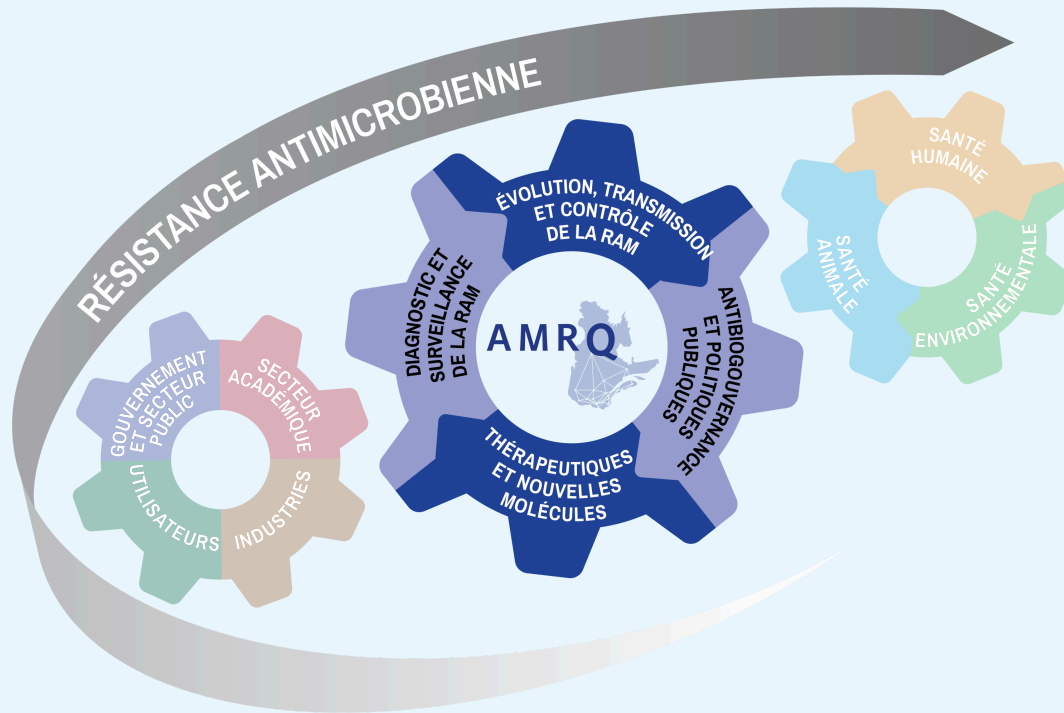 RÉSISTANCE ANTIMICROBIENNE
GOUVERNEMENT
ET SECTEUR
PUBLIC
SECTEUR
ACADÉMIQUE
UTILISATEURS
INDUSTRIES
ÉVOLUTION, TRANSMISSION
ET CONTRÔLE
DE LA RAM
DIAGNOSTIC ET
SURVEILLANCE
DE LA RAM
AMRQ
ANTIBIOGOUVERNANCE
ET POLITIQUES
PUBLIQUES
THÉRAPEUTIQUES
ET NOUVELLES
MOLÉCULES
SANTÉ
HUMAINE
SANTÉ
ANIMALE
SANTÉ
ENVIRONNEMENTALE